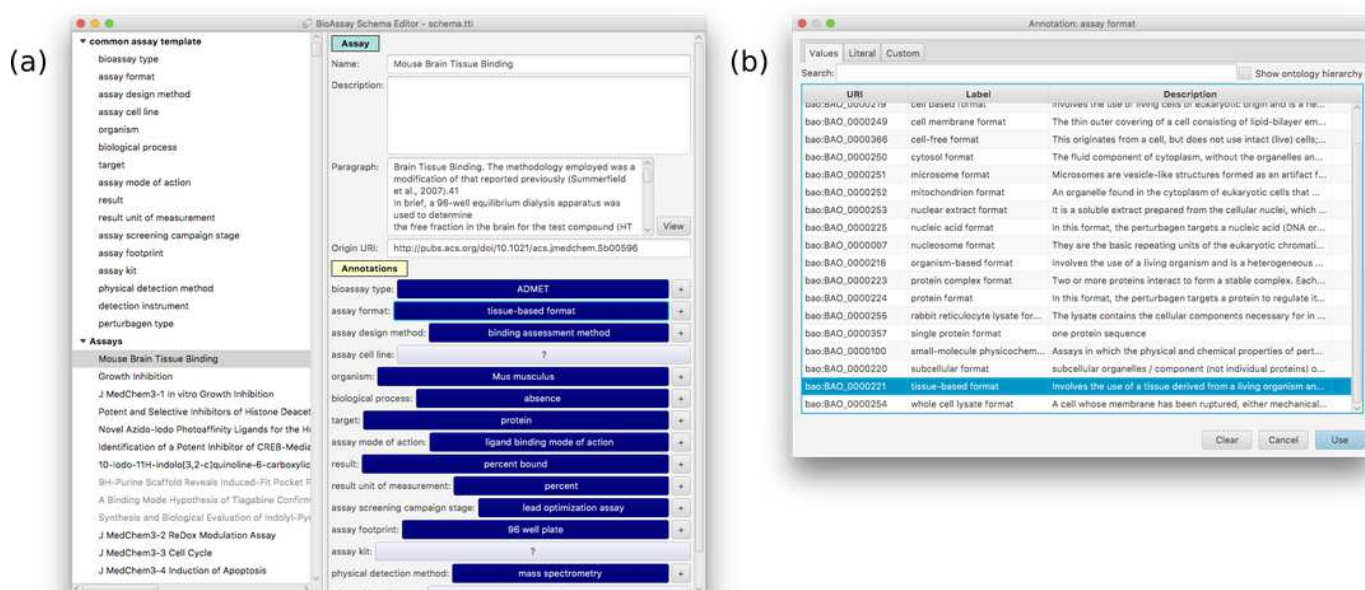 (a)
BioAssay Schema Editor - schema.ttl
common assay template
bioassay type
assay format
assay design method
assay cell line
organism
biological process
target
assay mode of action
result
result unit of measurement
assay screening campaign stage
assay footprint
assay kit
physical detection method
detection instrument
perturbagen type
Assays
Mouse Brain Tissue Binding
Growth Inhibition
J MedChem3-1 In vitro Growth Inhibition
Potent and Selective Inhibitors of Histone Deacet
Novel Azido-Iodo Photoaffinity Ligands for the H
Identification of a Potent Inhibitor of CREB-Media
10-iodo-11H-indolo[3,2-c]quinoline-6-carboxylic
9H-Purine Scaffold Reveals Induced-Fit Pocket
A Binding Mode Hypothesis of Tiagabine Confirm
Synthesis and Biological Evaluation of Indolyl-Py
J MedChem3-2 ReDox Modulation Assay
J MedChem3-3 Cell Cycle
J MedChem3-4 Induction of Apoptosis
Assay
Name: Mouse Brain Tissue Binding
Description:
Paragraph: Brain Tissue Binding. The methodology employed was a
modification of that reported previously (Summerfield
et al., 2007).41
In brief, a 96-well equilibrium dialysis apparatus was
used to determine
the free fraction in the brain for the test compound (HT
View
Origin URI: http://pubs.acs.org/doi/10.1021/acs.jmedchem.5b00596
Annotations
bioassay type: ADMET +
assay format: tissue-based format +
assay design method: binding assessment method +
assay cell line: ? +
organism: Mus musculus +
biological process: absence +
target: protein +
assay mode of action: ligand binding mode of action +
result: percent bound +
result unit of measurement: percent +
assay screening campaign stage: lead optimization assay +
assay footprint: 96 well plate +
assay kit: ? +
physical detection method: mass spectrometry +
(b)
Annotation: assay format
Values Literal Custom
Search: Show ontology hierarchy
URI Label Description
bao:BAO_0000219 cell based format Involves the use of living cells of eukaryotic origin and is a he...
bao:BAO_0000249 cell membrane format The thin outer covering of a cell consisting of lipid-bilayer em...
bao:BAO_0000366 cell-free format This originates from a cell, but does not use intact (live) cells;...
bao:BAO_0000250 cytosol format The fluid component of cytoplasm, without the organelles an...
bao:BAO_0000251 microsome format Microsomes are vesicle-like structures formed as an artifact f...
bao:BAO_0000252 mitochondrion format An organelle found in the cytoplasm of eukaryotic cells that ...
bao:BAO_0000253 nuclear extract format It is a soluble extract prepared from the cellular nuclei, which ...
bao:BAO_0000225 nucleic acid format In this format, the perturbagen targets a nucleic acid (DNA or...
bao:BAO_0000007 nucleosome format They are the basic repeating units of the eukaryotic chromati...
bao:BAO_0000218 organism-based format Involves the use of a living organism and is a heterogeneous ...
bao:BAO_0000223 protein complex format Two or more proteins interact to form a stable complex. Each...
bao:BAO_0000224 protein format In this format, the perturbagen targets a protein to regulate it...
bao:BAO_0000255 rabbit reticulocyte lysate for... The lysate contains the cellular components necessary for in ...
bao:BAO_0000357 single protein format one protein sequence
bao:BAO_0000100 small-molecule physicochem... Assays in which the physical and chemical properties of pert...
bao:BAO_0000220 subcellular format subcellular organelles / component (not individual proteins) o...
bao:BAO_0000221 tissue-based format Involves the use of a tissue derived from a living organism an...
bao:BAO_0000254 whole cell lysate format A cell whose membrane has been ruptured, either mechanical...
Clear Cancel Use